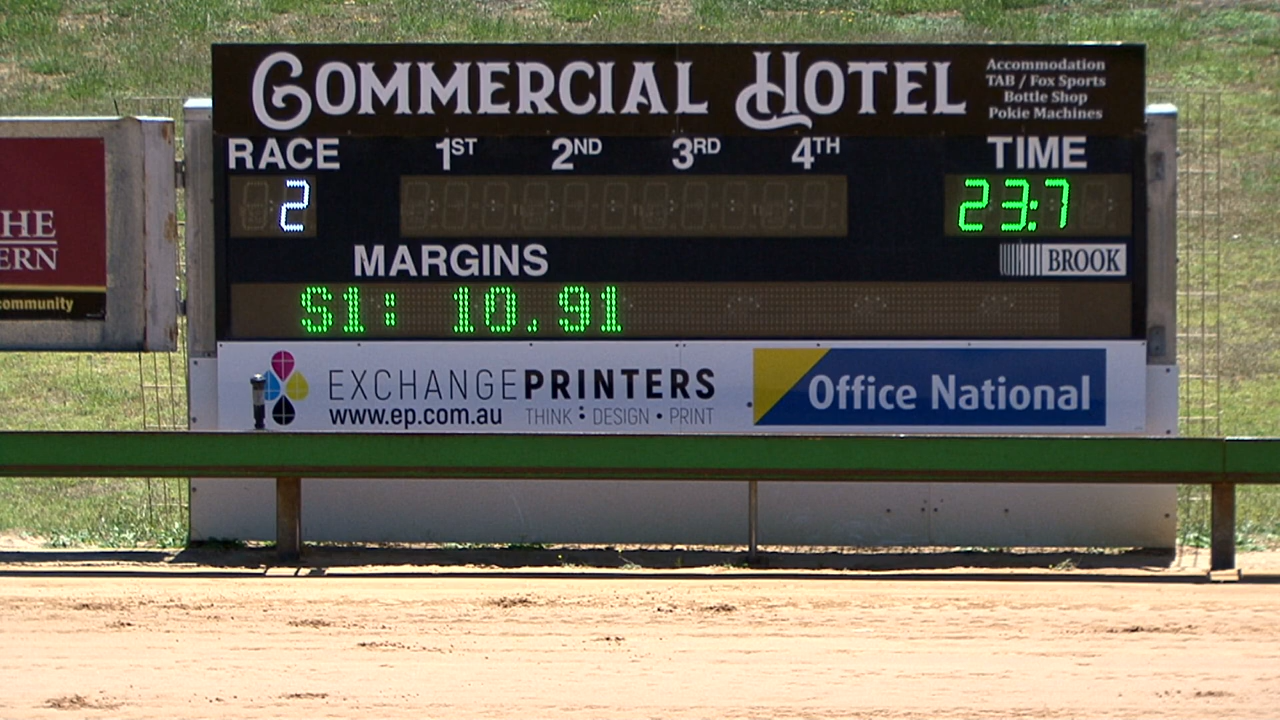 COMMERCIAL HOTEL
Accommodation
TAB / Fox Sports
Bottle Shop
Pokie Machines
RACE 1ST 2ND 3RD 4TH TIME
2 23:7
MARGINS
BROOK
S1: 10.91
HE
ERN
community
EXCHANGEPRINTERS
www.ep.com.au THINK : DESIGN • PRINT
Office National